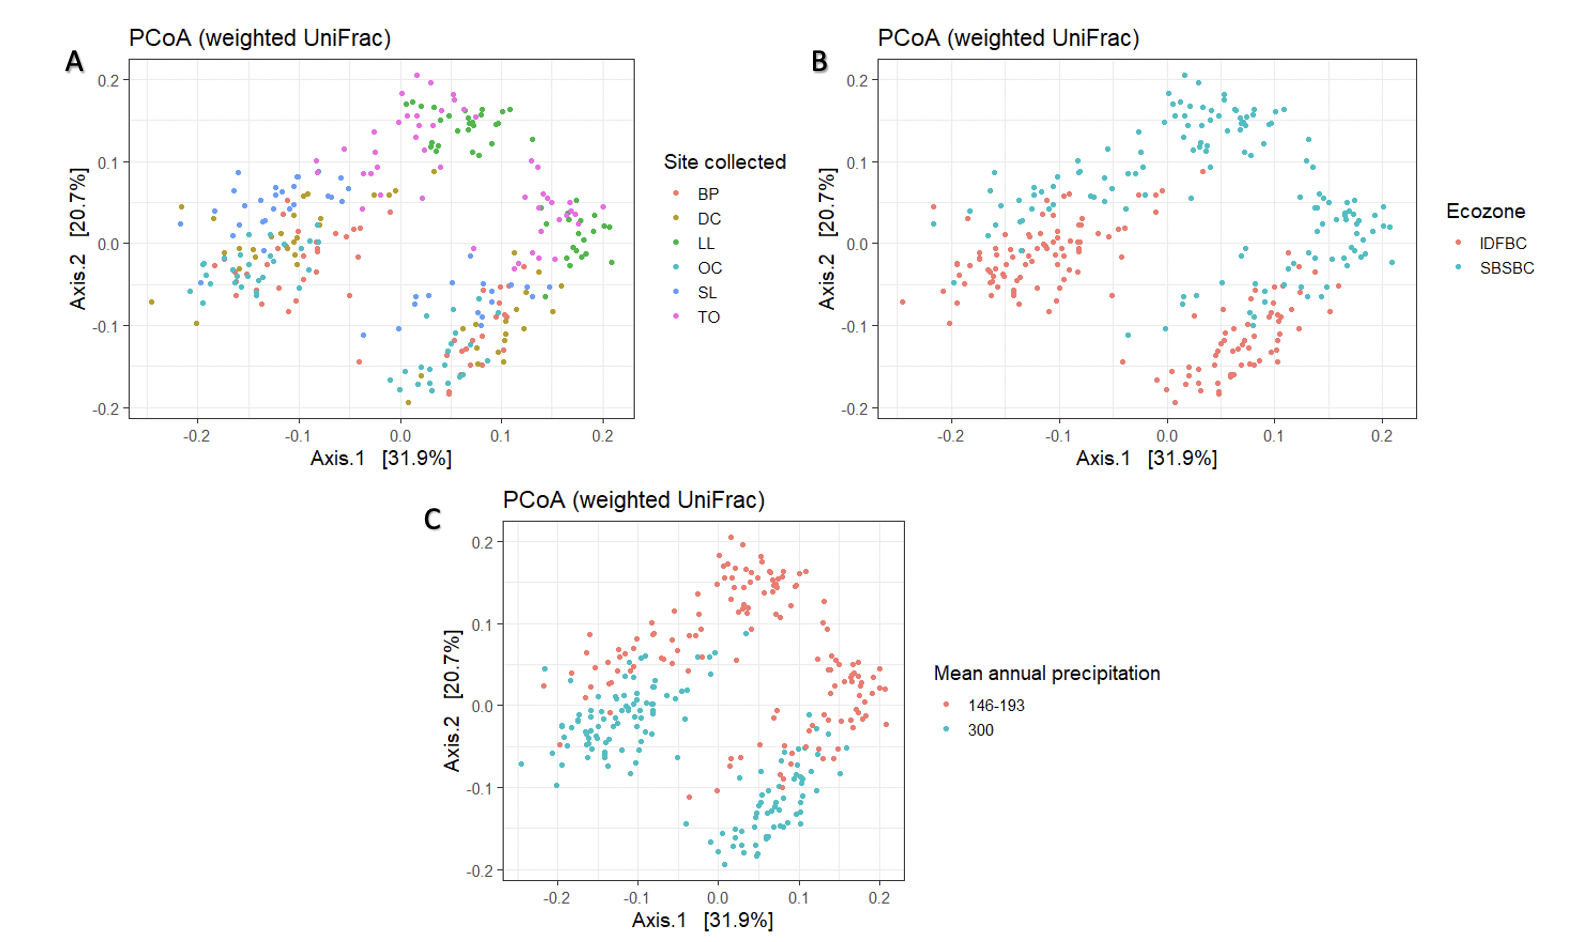 A
PCoA (weighted UniFrac)
0.2
0.1
0.0
-0.1
-0.2
Axis.2 [20.7%]
-0.2 -0.1 0.0 0.1 0.2
Axis.1 [31.9%]
Site collected
BP
DC
LL
OC
SL
TO
B
PCoA (weighted UniFrac)
0.2
0.1
0.0
-0.1
-0.2
Axis.2 [20.7%]
-0.2 -0.1 0.0 0.1 0.2
Axis.1 [31.9%]
Ecozone
IDFBC
SBSBC
C
PCoA (weighted UniFrac)
0.2
0.1
0.0
-0.1
-0.2
Axis.2 [20.7%]
-0.2 -0.1 0.0 0.1 0.2
Axis.1 [31.9%]
Mean annual precipitation
146-193
300